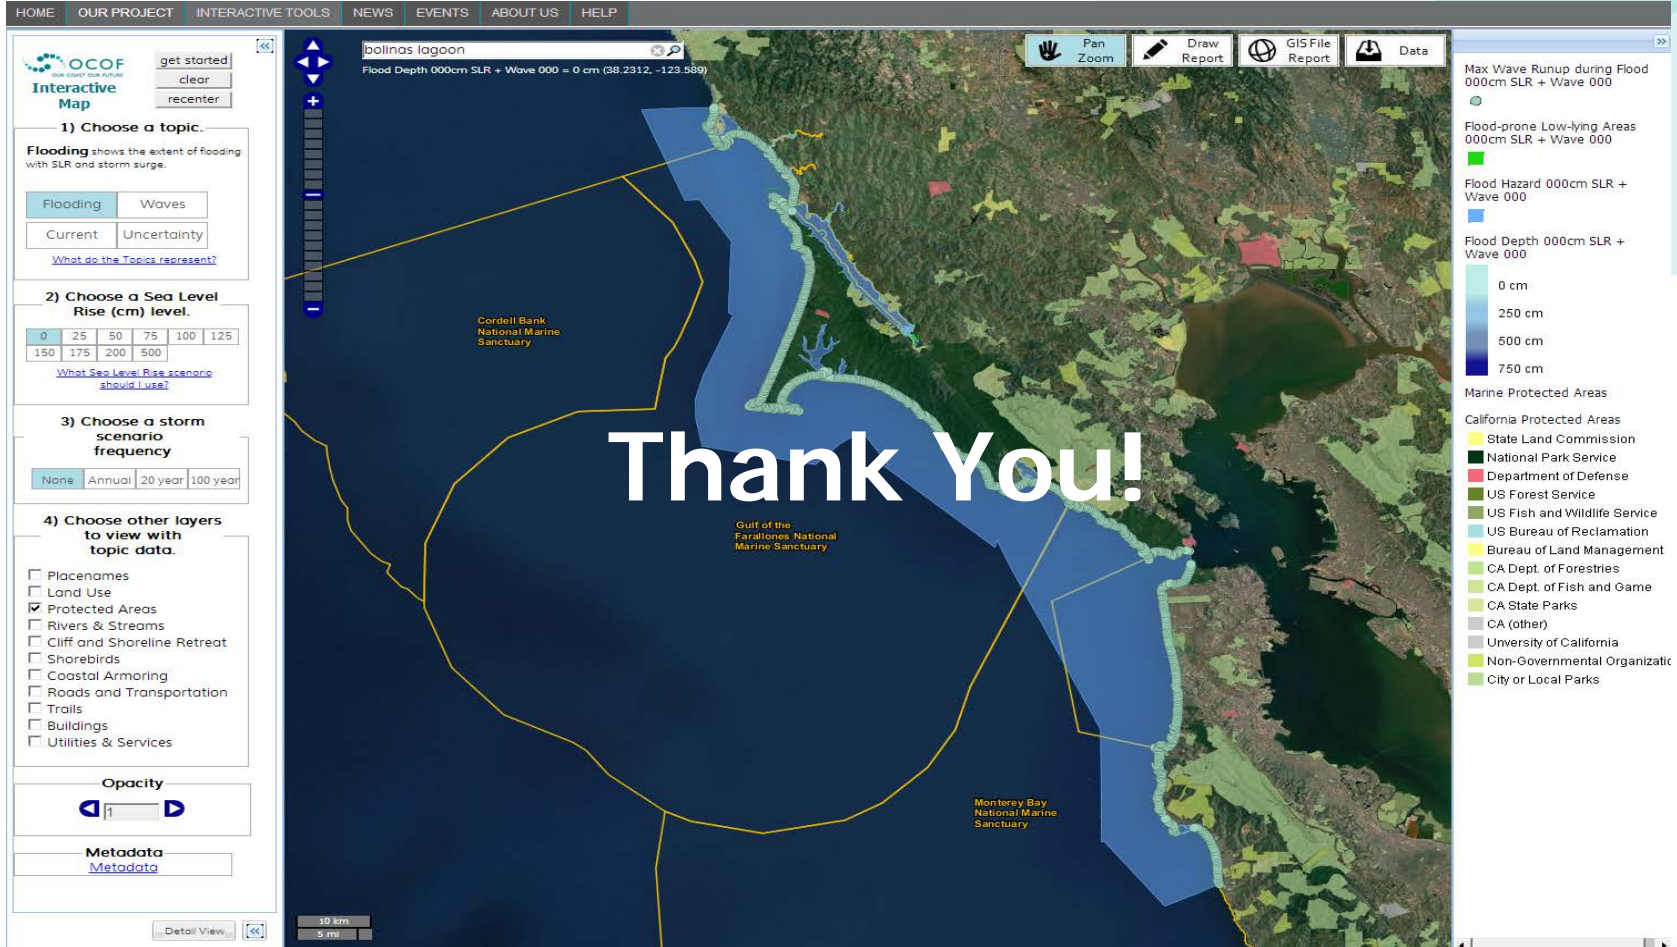 HOME OUR PROJECT INTERACTIVE TOOLS NEWS EVENTS ABOUT US HELP
OCOF
OUR COAST OUR FUTURE
Interactive
Map
get started
clear
recenter
1) Choose a topic.
Flooding shows the extent of flooding
with SLR and storm surge.
Flooding Waves
Current Uncertainty
What do the Topics represent?
2) Choose a Sea Level
Rise (cm) level.
0 25 50 75 100 125
150 175 200 500
What Sea Level Rise scenario
should I use?
3) Choose a storm
scenario
frequency
None Annual 20 year 100 year
4) Choose other layers
to view with
topic data.
Placenames
Land Use
Protected Areas
Rivers & Streams
Cliff and Shoreline Retreat
Shorebirds
Coastal Armoring
Roads and Transportation
Trails
Buildings
Utilities & Services
Opacity
1
Metadata
Metadata
Detail View
bolinas lagoon
Flood Depth 000cm SLR + Wave 000 = 0 cm (38.2312, -123.589)
Pan
Zoom
Draw
Report
GIS File
Report
Data
Cordell Bank
National Marine
Sanctuary
Thank You!
Gulf of the
Farallones National
Marine Sanctuary
Monterey Bay
National Marine
Sanctuary
10 km
5 mi
Max Wave Runup during Flood
000cm SLR + Wave 000
Flood-prone Low-lying Areas
000cm SLR + Wave 000
Flood Hazard 000cm SLR +
Wave 000
Flood Depth 000cm SLR +
Wave 000
0 cm
250 cm
500 cm
750 cm
Marine Protected Areas
California Protected Areas
State Land Commission
National Park Service
Department of Defense
US Forest Service
US Fish and Wildlife Service
US Bureau of Reclamation
Bureau of Land Management
CA Dept. of Forestries
CA Dept. of Fish and Game
CA State Parks
CA (other)
Unversity of California
Non-Governmental Organizatic
City or Local Parks